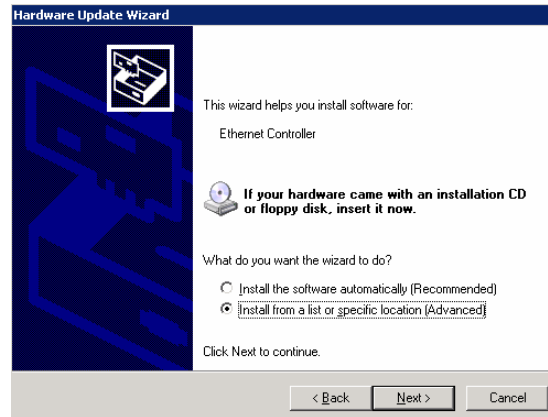 Hardware Update Wizard
This wizard helps you install software for:
Ethernet Controller
If your hardware came with an installation CD
or floppy disk, insert it now.
What do you want the wizard to do?
Install the software automatically (Recommended)
Install from a list or specific location (Advanced)
Click Next to continue.
< Back Next > Cancel